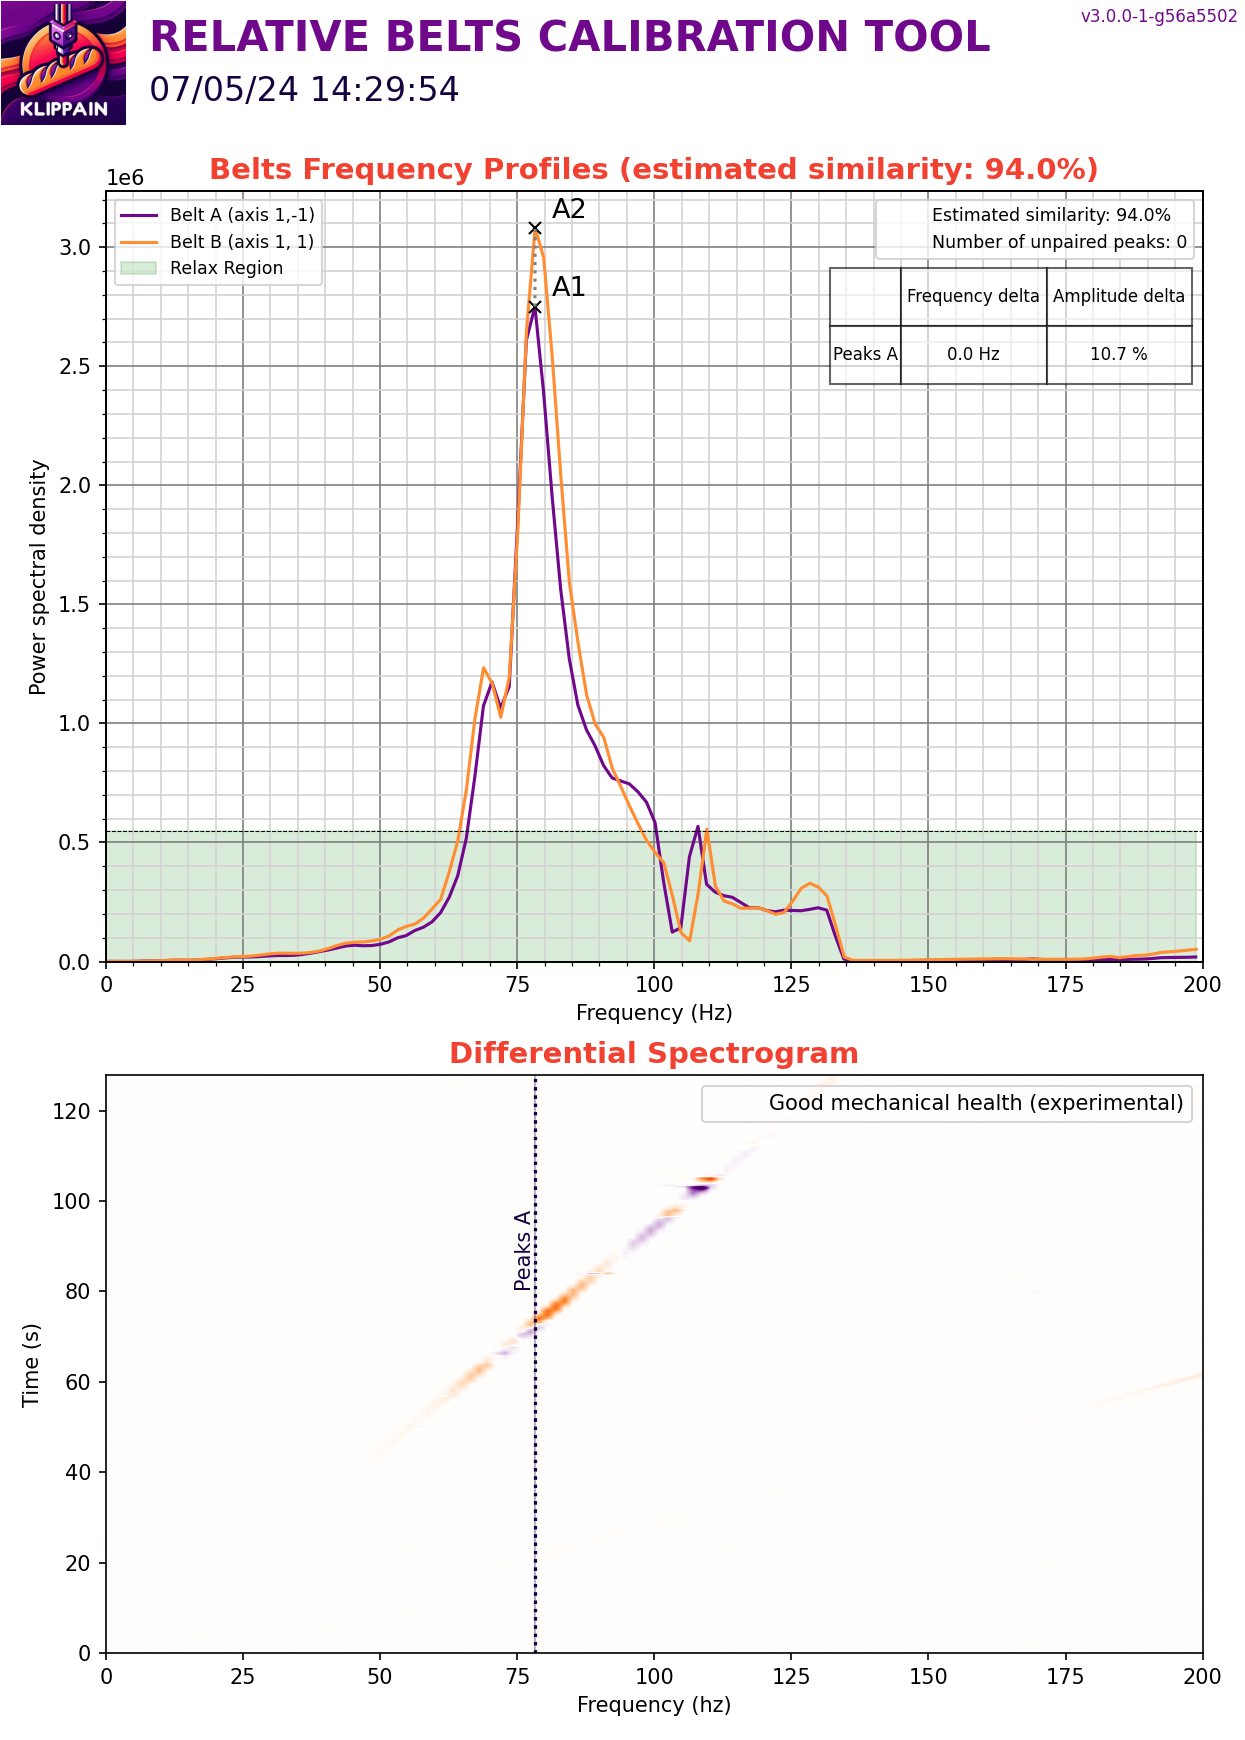 KLIPPAIN
RELATIVE BELTS CALIBRATION TOOL
v3.0.0-1-g56a5502
07/05/24 14:29:54
Belts Frequency Profiles (estimated similarity: 94.0%)
1e6
Belt A (axis 1,-1)
Belt B (axis 1, 1)
Relax Region
A2
A1
Estimated similarity: 94.0%
Number of unpaired peaks: 0
Frequency delta Amplitude delta
Peaks A 0.0 Hz 10.7 %
Power spectral density
3.0
2.5
2.0
1.5
1.0
0.5
0.0
0 25 50 75 100 125 150 175 200
Frequency (Hz)
Differential Spectrogram
Good mechanical health (experimental)
Peaks A
Time (s)
120
100
80
60
40
20
0
0 25 50 75 100 125 150 175 200
Frequency (hz)